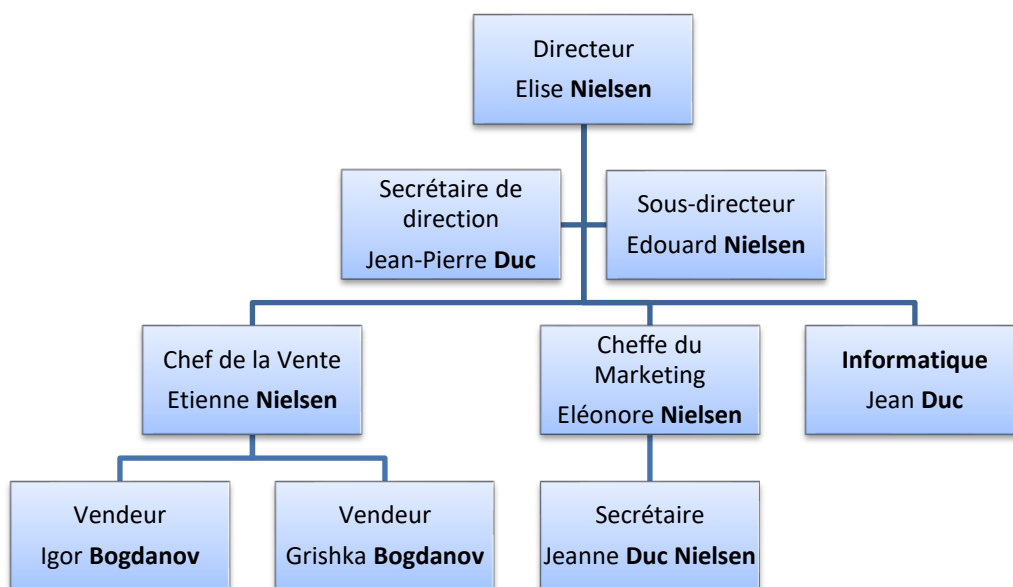 Directeur
Elise Nielsen
Secrétaire de
direction
Jean-Pierre Duc
Sous-directeur
Edouard Nielsen
Chef de la Vente
Etienne Nielsen
Cheffe du
Marketing
Eléonore Nielsen
Informatique
Jean Duc
Vendeur
Igor Bogdanov
Vendeur
Grishka Bogdanov
Secrétaire
Jeanne Duc Nielsen